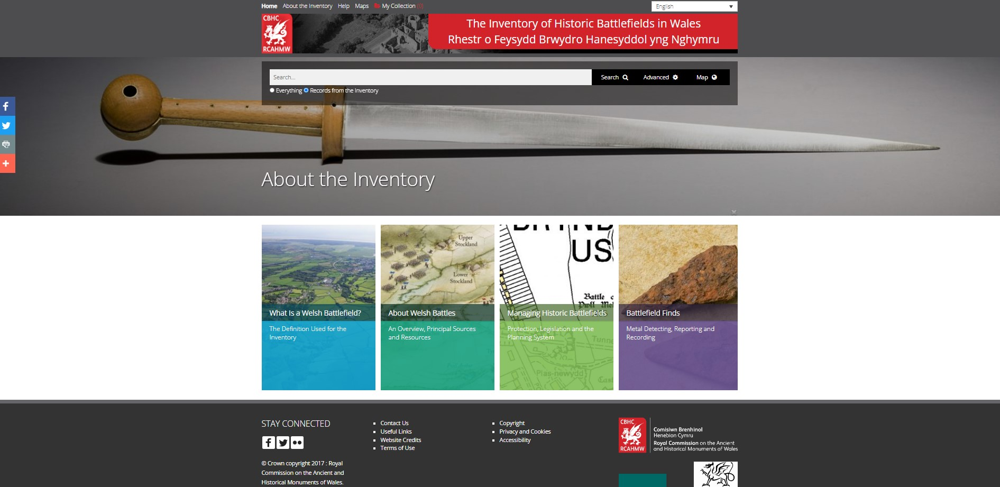 Home About the Inventory Help Maps My Collection (0)
English
CBHC
RCAHMW
The Inventory of Historic Battlefields in Wales
Rhestr o Feysydd Brwydro Hanesyddol yng Nghymru
Search...
Search Advanced Map
Everything Records from the Inventory
About the Inventory
What Is a Welsh Battlefield?
The Definition Used for the
Inventory
Upper
Stockland
Lower
Stockland
About Welsh Battles
An Overview, Principal Sources
and Resources
US
Battle
Pwll
Managing Historic Battlefields
Protection, Legislation and the
Planning System
Plas-newydd
Battlefield Finds
Metal Detecting, Reporting and
Recording
STAY CONNECTED
© Crown copyright 2017 : Royal
Commission on the Ancient and
Historical Monuments of Wales.
Contact Us
Useful Links
Website Credits
Terms of Use
Copyright
Privacy and Cookies
Accessibility
CBHC
RCAHMW
Comisiwn Brenhinol
Henebion Cymru
Royal Commission on the Ancient
and Historical Monuments of Wales